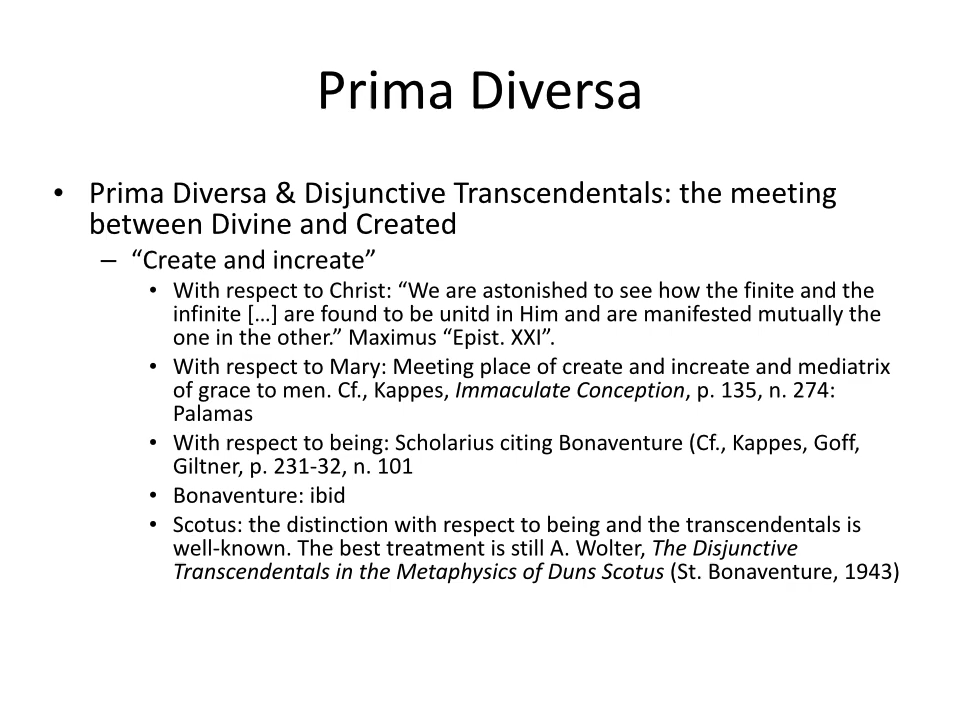 Prima Diversa
• Prima Diversa & Disjunctive Transcendentals: the meeting
between Divine and Created
– “Create and increate”
• With respect to Christ: “We are astonished to see how the finite and the
infinite […] are found to be unitd in Him and are manifested mutually the
one in the other.” Maximus “Epist. XXI”.
• With respect to Mary: Meeting place of create and increate and mediatrix
of grace to men. Cf., Kappes, Immaculate Conception, p. 135, n. 274:
Palamas
• With respect to being: Scholarius citing Bonaventure (Cf., Kappes, Goff,
Giltner, p. 231-32, n. 101
• Bonaventure: ibid
• Scotus: the distinction with respect to being and the transcendentals is
well-known. The best treatment is still A. Wolter, The Disjunctive
Transcendentals in the Metaphysics of Duns Scotus (St. Bonaventure, 1943)